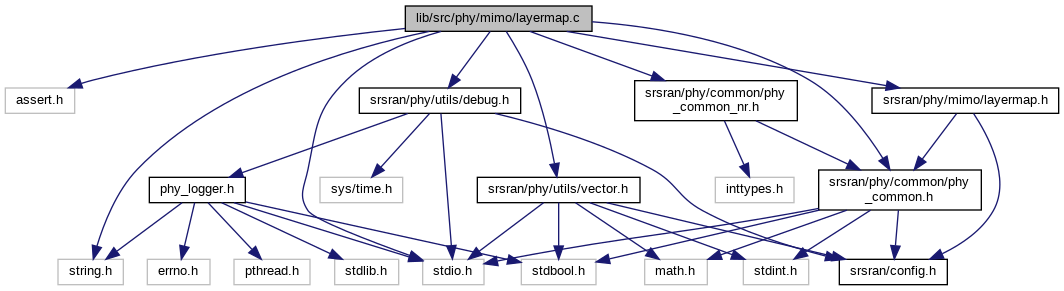 lib/src/phy/mimo/layermap.c
assert.h
srsran/phy/utils/debug.h
srsran/phy/common/phy
_common_nr.h
srsran/phy/mimo/layermap.h
phy_logger.h
sys/time.h
srsran/phy/utils/vector.h
inttypes.h
srsran/phy/common/phy
_common.h
string.h
errno.h
pthread.h
stdlib.h
stdio.h
stdbool.h
math.h
stdint.h
srsran/config.h